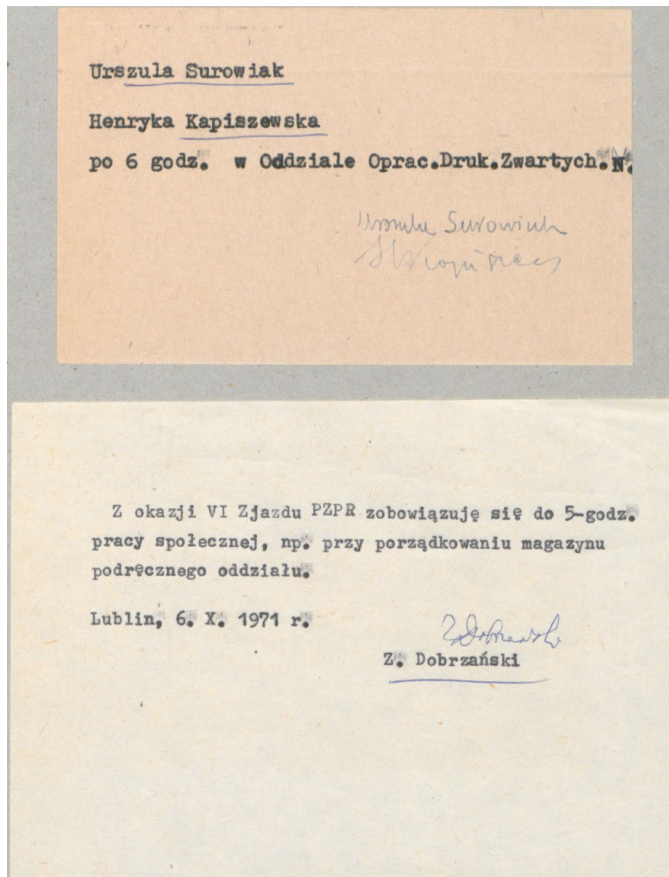 Urszula Surowiak
Henryka Kapiszewska
po 6 godz. w Oddziale Oprac.Druk.Zwartych.N.
Urszula Surowiak
Z okazji VI Zjazdu PZPR zobowiązuję się do 5-godz.
pracy społecznej, np. przy porządkowaniu magazynu
podręcznego oddziału.
Lublin, 6. X. 1971 r.
Z. Dobrzański